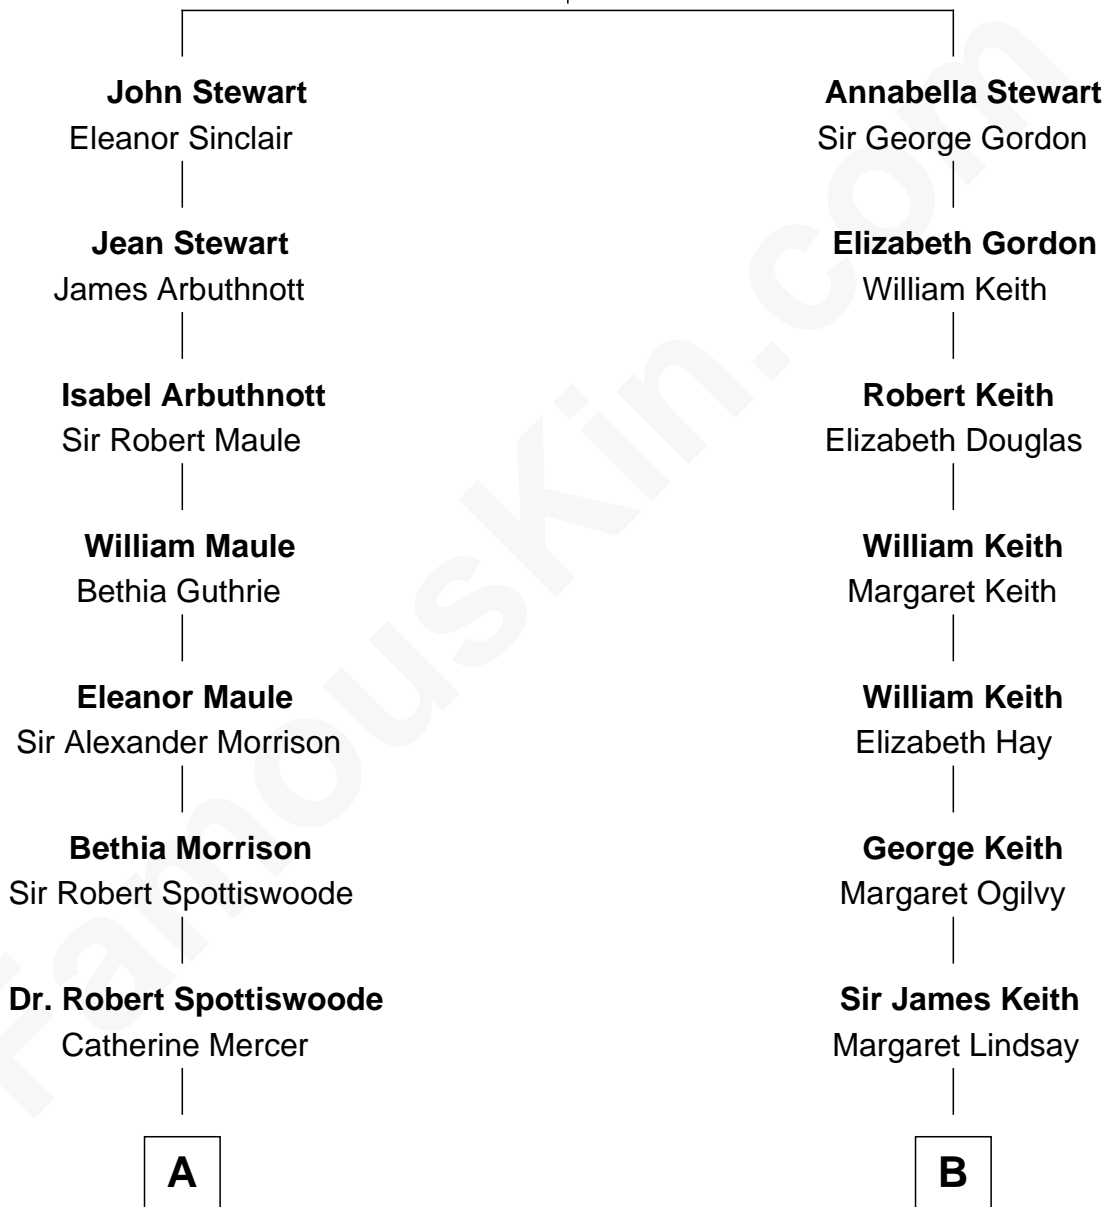 John Stewart
Eleanor Sinclair
Annabella Stewart
Sir George Gordon
Jean Stewart
James Arbuthnott
Elizabeth Gordon
William Keith
Isabel Arbuthnott
Sir Robert Maule
Robert Keith
Elizabeth Douglas
William Maule
Bethia Guthrie
William Keith
Margaret Keith
Eleanor Maule
Sir Alexander Morrison
William Keith
Elizabeth Hay
Bethia Morrison
Sir Robert Spottiswoode
George Keith
Margaret Ogilvy
Dr. Robert Spottiswoode
Catherine Mercer
Sir James Keith
Margaret Lindsay
A
B
FamousKin.com